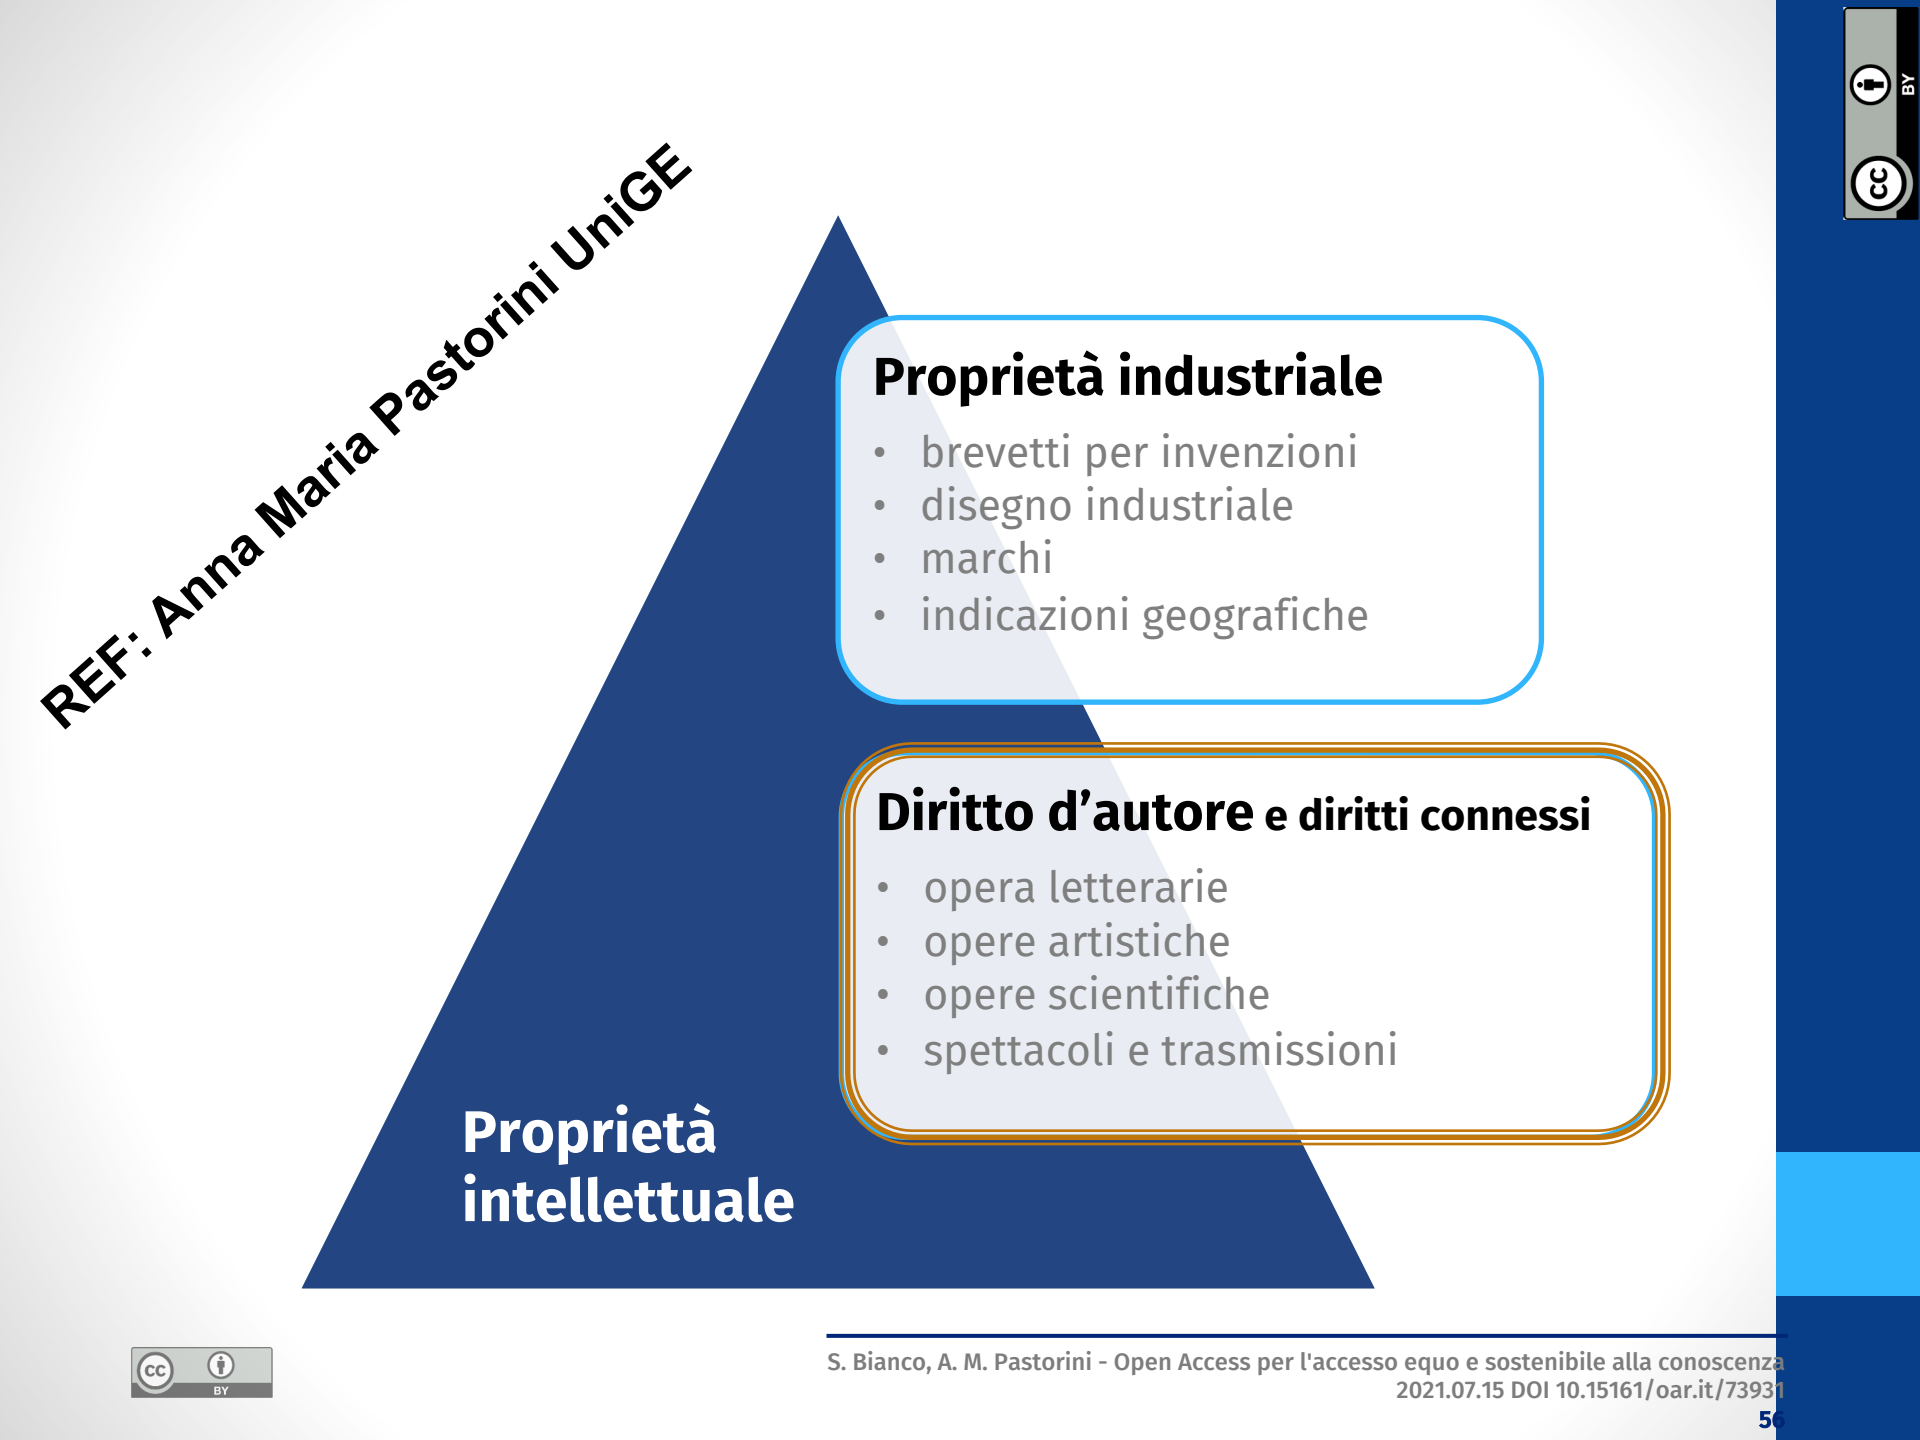 BY
CC
REF: Anna Maria Pastorini UniGE
Proprietà industriale
• brevetti per invenzioni
• disegno industriale
• marchi
• indicazioni geografiche
Diritto d’autore e diritti connessi
• opera letterarie
• opere artistiche
• opere scientifiche
• spettacoli e trasmissioni
Proprietà
intellettuale
S. Bianco, A. M. Pastorini - Open Access per l'accesso equo e sostenibile alla conoscenza
2021.07.15 DOI 10.15161/oar.it/73931
56
CC
BY